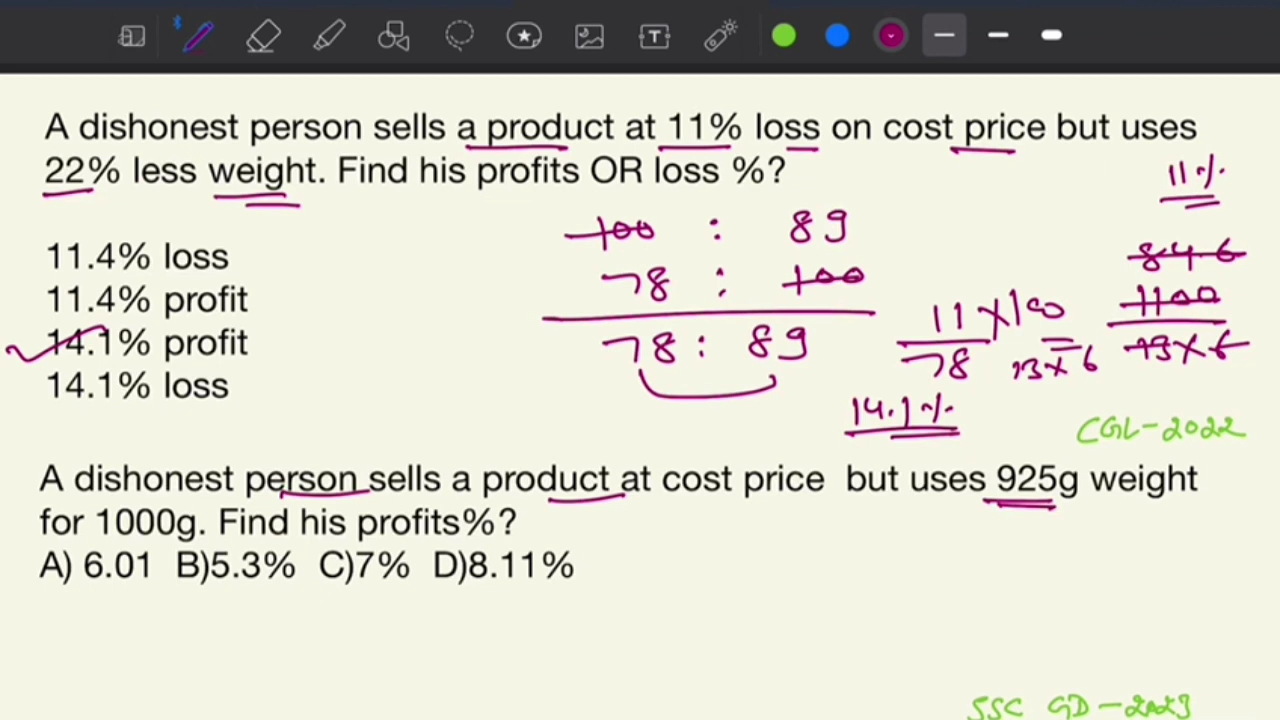 A dishonest person sells a product at 11% loss on cost price but uses
22% less weight. Find his profits OR loss %?
11%
11.4% loss
11.4% profit
14.1% profit
14.1% loss
100 : 89
78 : 100
78 : 89
11 × 100
78
13×6
846
1100
13×6
14.1%
CGL-2022
A dishonest person sells a product at cost price but uses 925g weight
for 1000g. Find his profits%?
A) 6.01 B)5.3% C)7% D)8.11%
SSC GD-2023